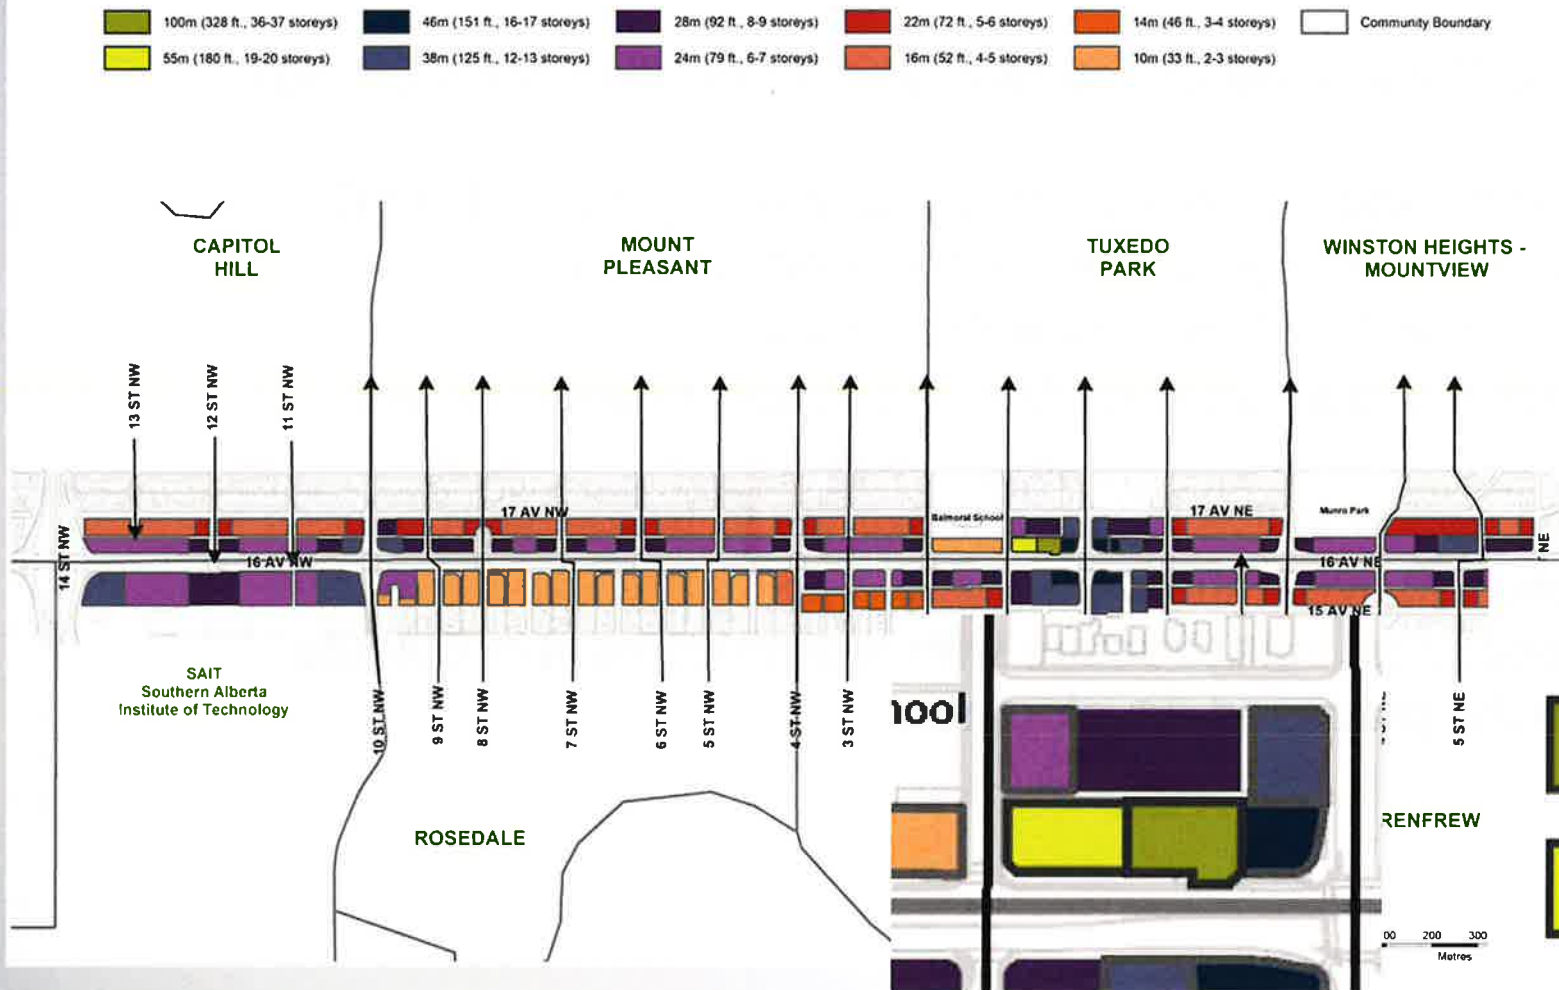 100m (328 ft., 36-37 storeys)
46m (151 ft., 16-17 storeys)
28m (92 ft., 8-9 storeys)
22m (72 ft., 5-6 storeys)
14m (46 ft., 3-4 storeys)
Community Boundary
55m (180 ft., 19-20 storeys)
38m (125 ft., 12-13 storeys)
24m (79 ft., 6-7 storeys)
16m (52 ft., 4-5 storeys)
10m (33 ft., 2-3 storeys)
CAPITOL
HILL
MOUNT
PLEASANT
TUXEDO
PARK
WINSTON HEIGHTS -
MOUNTVIEW
13 ST NW
12 ST NW
11 ST NW
17 AV NW
Balmoral School
17 AV NE
Munro Park
14 ST NW
16 AV NW
16 AV NE
NE
15 AV NE
SAIT
Southern Alberta
Institute of Technology
10 ST NW
9 ST NW
8 ST NW
7 ST NW
6 ST NW
5 ST NW
4 ST NW
3 ST NW
5 ST NE
ool
ROSEDALE
RENFREW
00 200 300
Metres